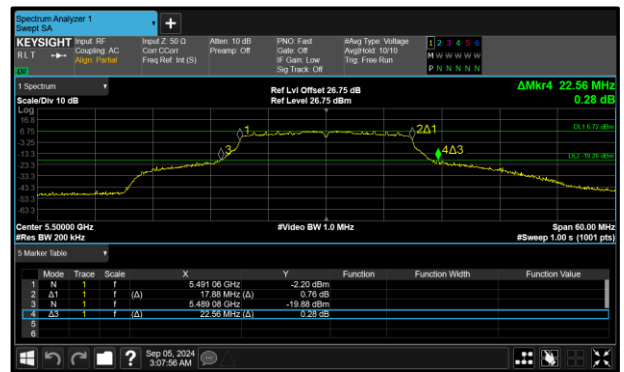 Spectrum Analyzer 1
Swept SA
+
KEYSIGHT Input: RF Input Z: 50 Ω Atten: 10 dB PNO: Fast #Avg Type: Voltage 1 2 3 4 5 6
RLT Coupling: AC Corr CCorr Preamp: Off Gate: Off Avg|Hold: 10/10 M W W W W W
Align: Partial Freq Ref: Int (S) IF Gain: Low Trig: Free Run P N N N N N
LW Sig Track: Off
1 Spectrum Ref Lvl Offset 26.75 dB ΔMkr4 22.56 MHz
Scale/Div 10 dB Ref Level 26.75 dBm 0.28 dB
Log
16.8
6.75 1 2Δ1 DL1 6.72 dBm
-3.25
-13.3 3 4Δ3 DL2 -19.28 dBm
-23.3
-33.3
-43.3
-53.3
-63.3
Center 5.50000 GHz #Video BW 1.0 MHz Span 60.00 MHz
#Res BW 200 kHz #Sweep 1.00 s (1001 pts)
5 Marker Table
Mode Trace Scale X Y Function Function Width Function Value
1 N 1 f 5.491 06 GHz -2.20 dBm
2 Δ1 1 f (Δ) 17.88 MHz (Δ) 0.76 dB
3 N 1 f 5.489 08 GHz -19.88 dBm
4 Δ3 1 f (Δ) 22.56 MHz (Δ) 0.28 dB
5
6
? Sep 05, 2024
3:07:56 AM